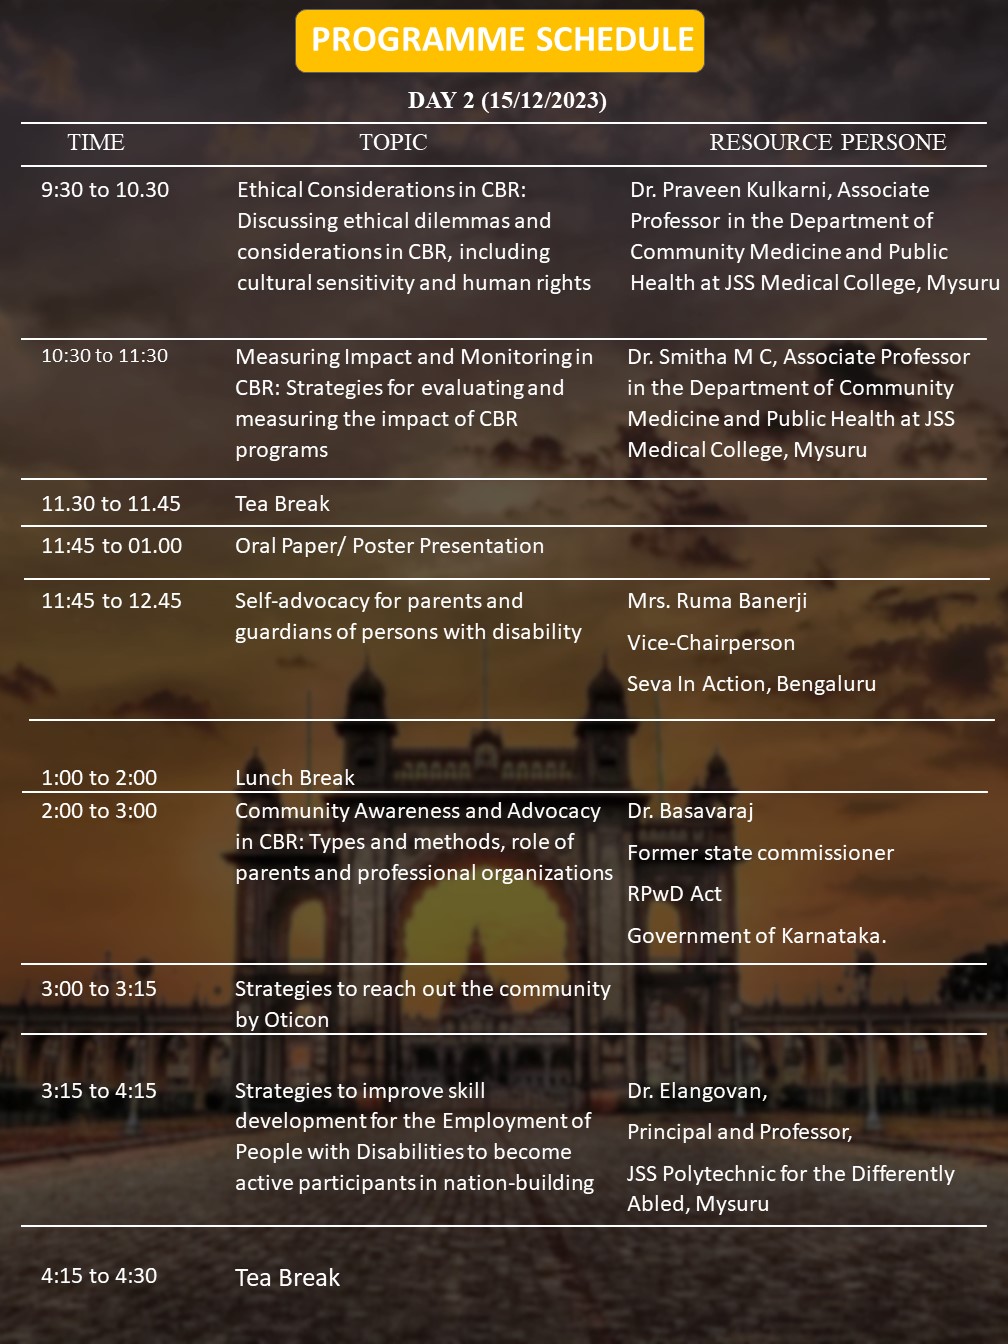 PROGRAMME SCHEDULE
DAY 2 (15/12/2023)
TIME TOPIC RESOURCE PERSONE
9:30 to 10.30 Ethical Considerations in CBR: Dr. Praveen Kulkarni, Associate
Discussing ethical dilemmas and Professor in the Department of
considerations in CBR, including Community Medicine and Public
cultural sensitivity and human rights Health at JSS Medical College, Mysuru
10:30 to 11:30 Measuring Impact and Monitoring in Dr. Smitha M C, Associate Professor
CBR: Strategies for evaluating and in the Department of Community
measuring the impact of CBR Medicine and Public Health at JSS
programs Medical College, Mysuru
11.30 to 11.45 Tea Break
11:45 to 01.00 Oral Paper/ Poster Presentation
11:45 to 12.45 Self-advocacy for parents and Mrs. Ruma Banerji
guardians of persons with disability Vice-Chairperson
Seva In Action, Bengaluru
1:00 to 2:00 Lunch Break
2:00 to 3:00 Community Awareness and Advocacy Dr. Basavaraj
in CBR: Types and methods, role of Former state commissioner
parents and professional organizations RPwD Act
Government of Karnataka.
3:00 to 3:15 Strategies to reach out the community
by Oticon
3:15 to 4:15 Strategies to improve skill Dr. Elangovan,
development for the Employment of Principal and Professor,
People with Disabilities to become JSS Polytechnic for the Differently
active participants in nation-building Abled, Mysuru
4:15 to 4:30 Tea Break